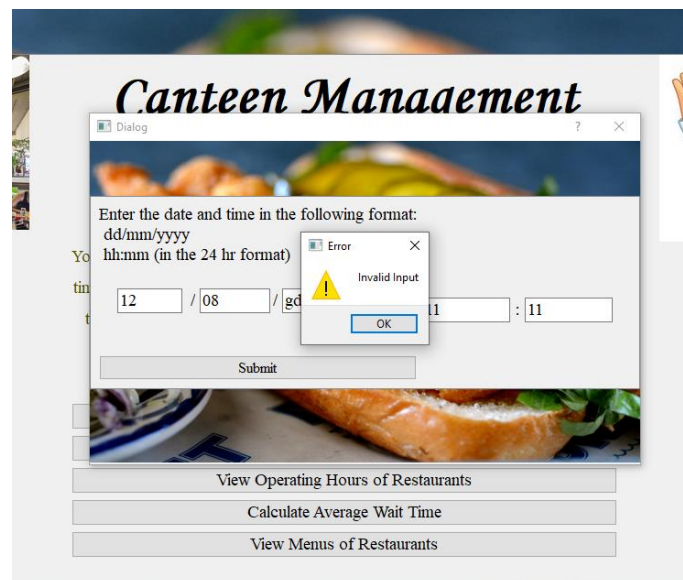 Canteen Management
Dialog ? ×
Enter the date and time in the following format:
dd/mm/yyyy
hh:mm (in the 24 hr format)
Error
Invalid Input
OK
12 / 08 / gd 11 : 11
Submit
View Operating Hours of Restaurants
Calculate Average Wait Time
View Menus of Restaurants